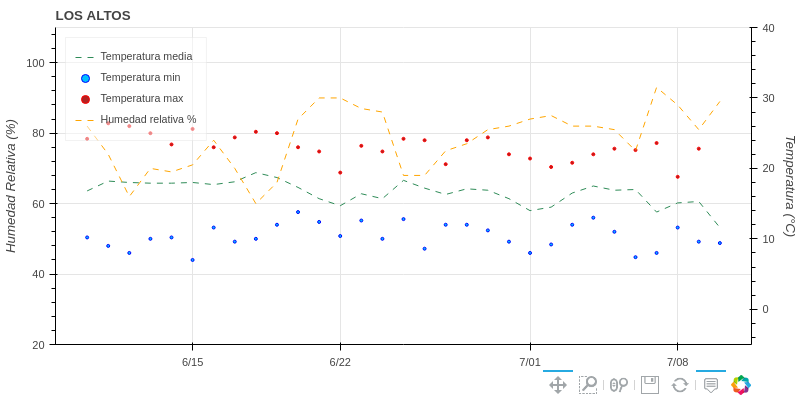 LOS ALTOS
Temperatura media
Temperatura min
Temperatura max
Humedad relativa %
Humedad Relativa (%)
100
80
60
40
20
Temperatura (°C)
40
30
20
10
0
6/15
6/22
7/01
7/08